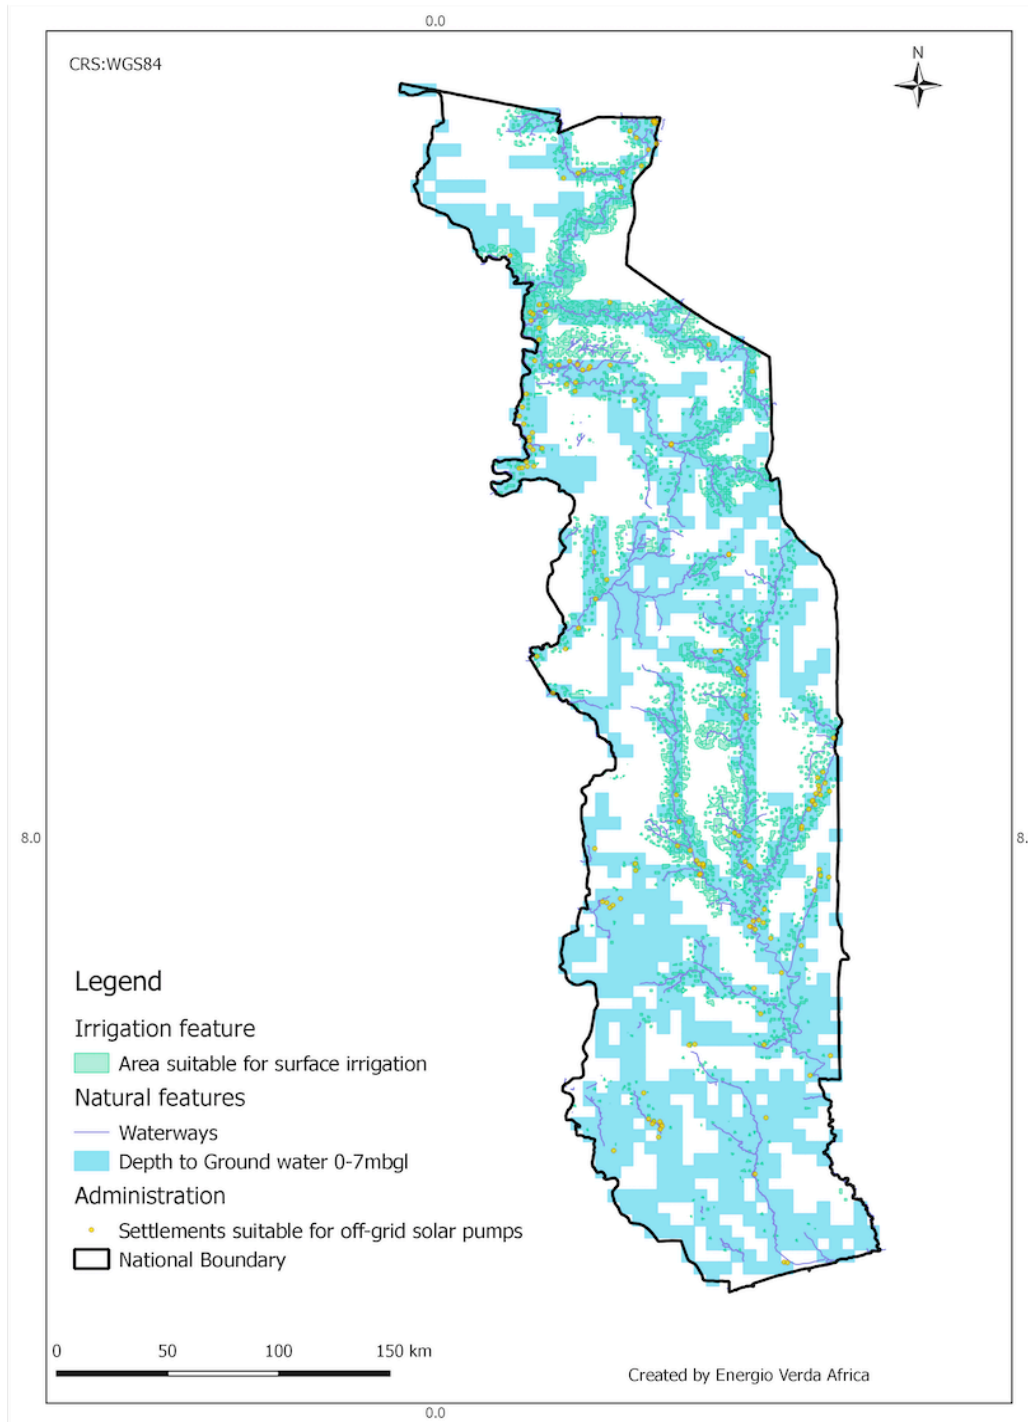 0.0
CRS:WGS84
N
8.0
8.
Legend
Irrigation feature
Area suitable for surface irrigation
Natural features
Waterways
Depth to Ground water 0-7mbgl
Administration
Settlements suitable for off-grid solar pumps
National Boundary
0 50 100 150 km
Created by Energio Verda Africa
0.0